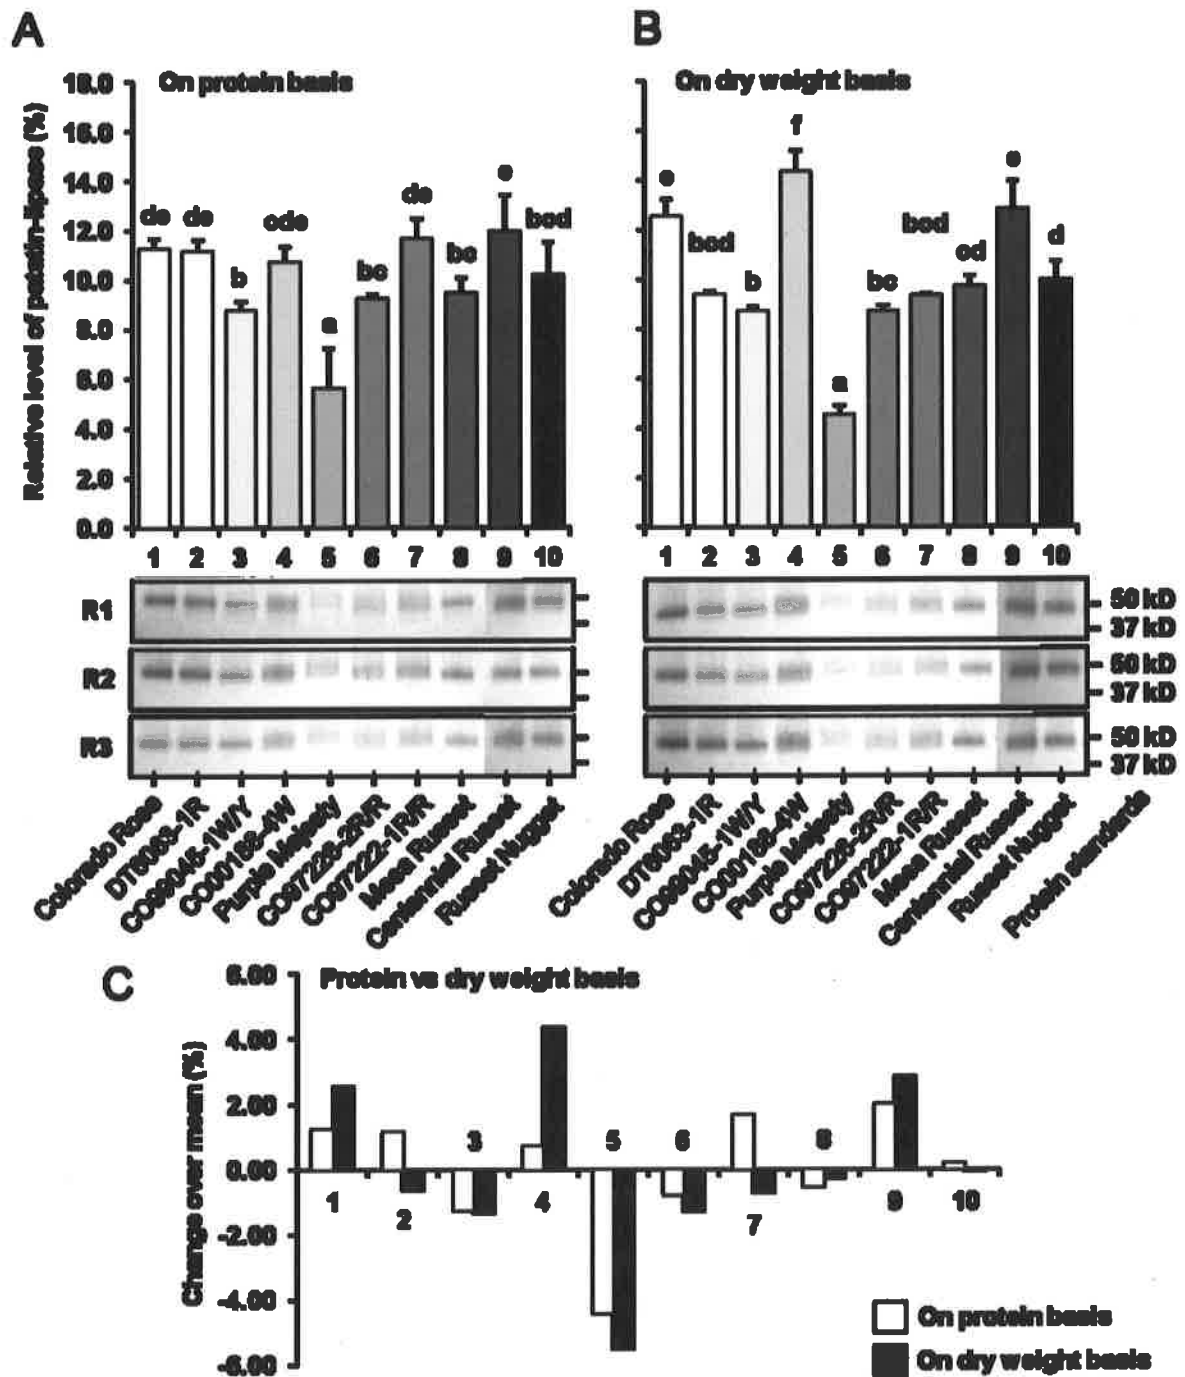 A
B
On protein basis
On dry weight basis
Relative level of patatin-lipase (%)
18.0
16.0
14.0
12.0
10.0
8.0
6.0
4.0
2.0
0.0
de de b cde a bc de bc e bcd
e bcd b f a bc bcd cd e d
1 2 3 4 5 6 7 8 9 10
1 2 3 4 5 6 7 8 9 10
R1
50 kD
37 kD
R2
50 kD
37 kD
R3
50 kD
37 kD
Colorado Rose
DT6063-1R
CO99045-1W/Y
CO00188-4W
Purple Majesty
CO97226-2R/R
CO97222-1R/R
Mesa Russet
Centennial Russet
Russet Nugget
Colorado Rose
DT6063-1R
CO99045-1W/Y
CO00188-4W
Purple Majesty
CO97226-2R/R
CO97222-1R/R
Mesa Russet
Centennial Russet
Russet Nugget
Protein standards
C
Protein vs dry weight basis
Change over mean (%)
6.00
4.00
2.00
0.00
-2.00
-4.00
-6.00
1 2 3 4 5 6 7 8 9 10
On protein basis
On dry weight basis